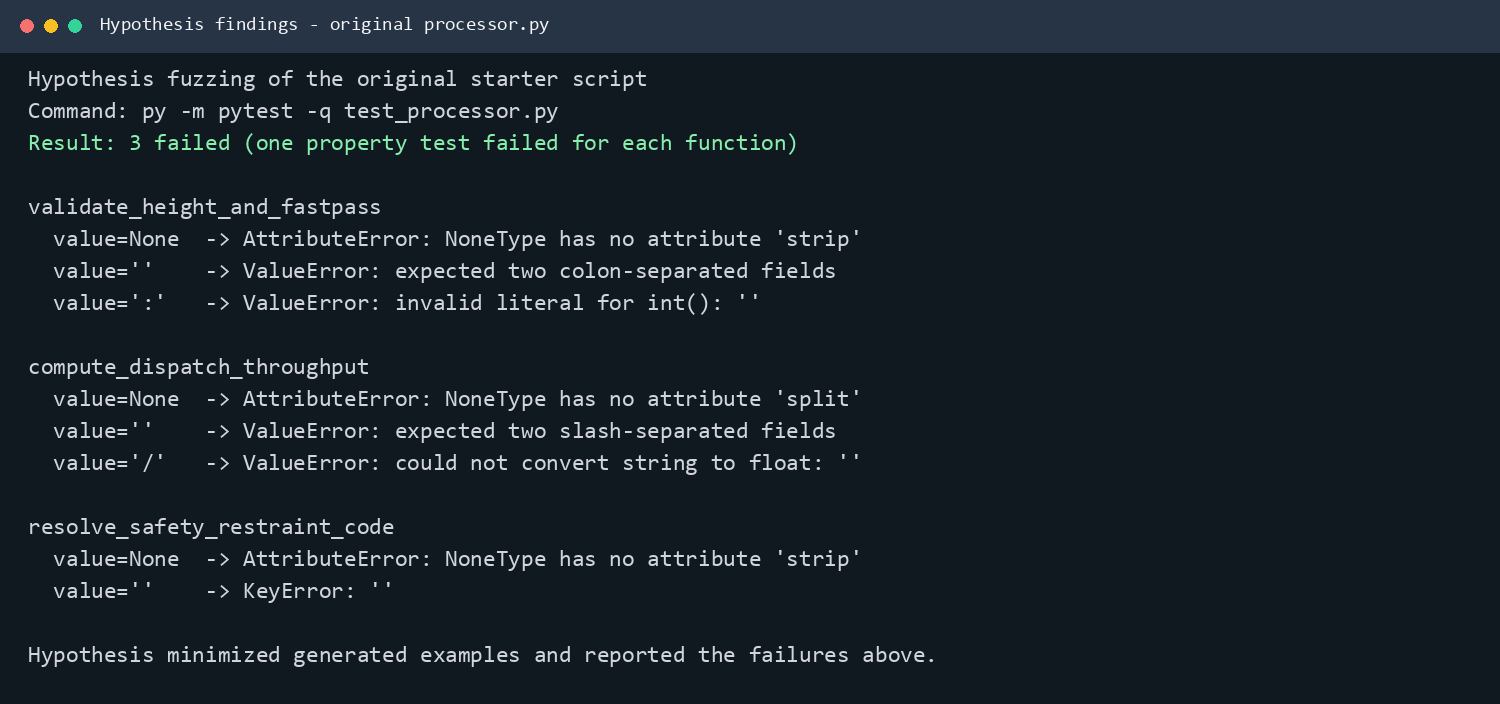 Hypothesis findings - original processor.py
Hypothesis fuzzing of the original starter script
Command: py -m pytest -q test_processor.py
Result: 3 failed (one property test failed for each function)
validate_height_and_fastpass
value=None -> AttributeError: NoneType has no attribute 'strip'
value='' -> ValueError: expected two colon-separated fields
value=':' -> ValueError: invalid literal for int(): ''
compute_dispatch_throughput
value=None -> AttributeError: NoneType has no attribute 'split'
value='' -> ValueError: expected two slash-separated fields
value='/' -> ValueError: could not convert string to float: ''
resolve_safety_restraint_code
value=None -> AttributeError: NoneType has no attribute 'strip'
value='' -> KeyError: ''
Hypothesis minimized generated examples and reported the failures above.